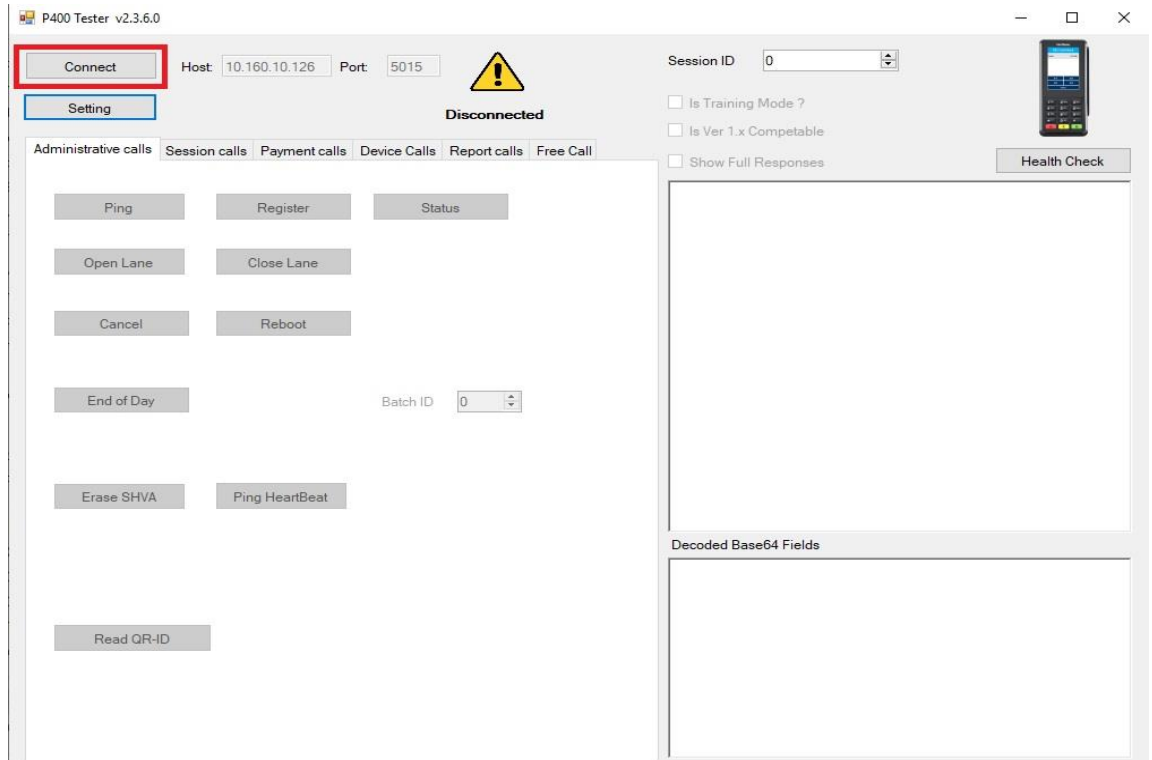 P400 Tester v2.3.6.0
Connect
Host: 10.160.10.126 Port: 5015
Setting
Disconnected
Session ID 0
Is Training Mode ?
Is Ver 1.x Competable
Show Full Responses
Health Check
Administrative calls Session calls Payment calls Device Calls Report calls Free Call
Ping Register Status
Open Lane Close Lane
Cancel Reboot
End of Day Batch ID 0
Erase SHVA Ping HeartBeat
Read QR-ID
Decoded Base64 Fields